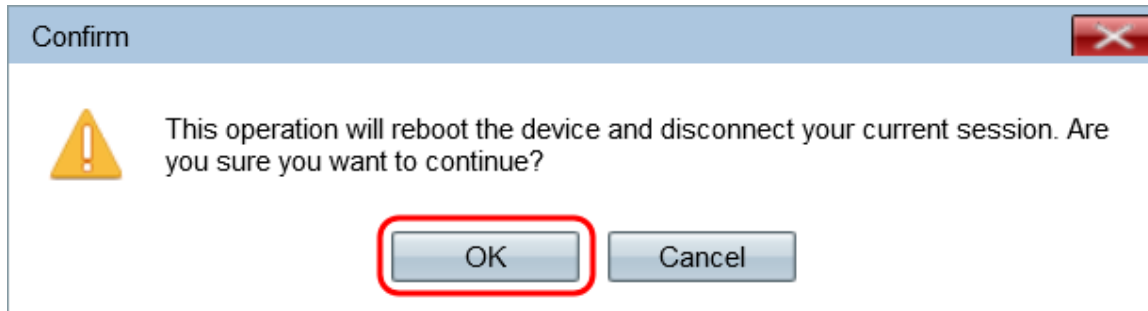 Confirm
This operation will reboot the device and disconnect your current session. Are
you sure you want to continue?
OK
Cancel